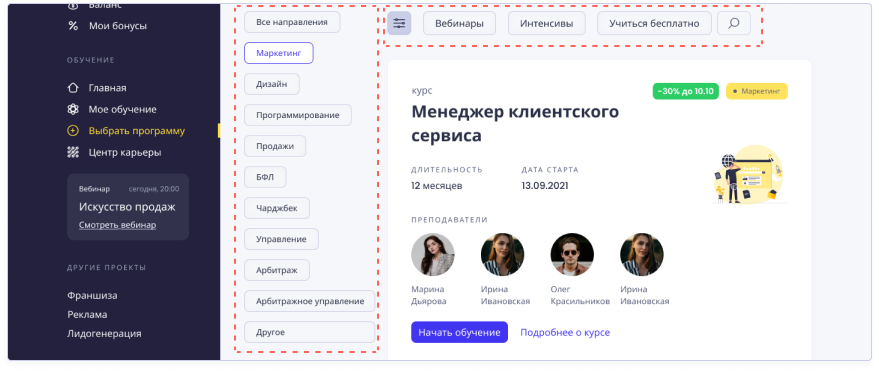 Баланс
% Мои бонусы
ОБУЧЕНИЕ
Главная
Мое обучение
Выбрать программу
Центр карьеры
Вебинар сегодня, 20:00
Искусство продаж
Смотреть вебинар
ДРУГИЕ ПРОЕКТЫ
Франшиза
Реклама
Лидогенерация
Все направления
Маркетинг
Дизайн
Программирование
Продажи
БФЛ
Чарджбек
Управление
Арбитраж
Арбитражное управление
Другое
Вебинары Интенсивы Учиться бесплатно
курс
−30% до 10.10 Маркетинг
Менеджер клиентского
сервиса
ДЛИТЕЛЬНОСТЬ ДАТА СТАРТА
12 месяцев 13.09.2021
ПРЕПОДАВАТЕЛИ
Марина Ирина Олег Ирина
Дьярова Ивановская Красильников Ивановская
Начать обучение Подробнее о курсе